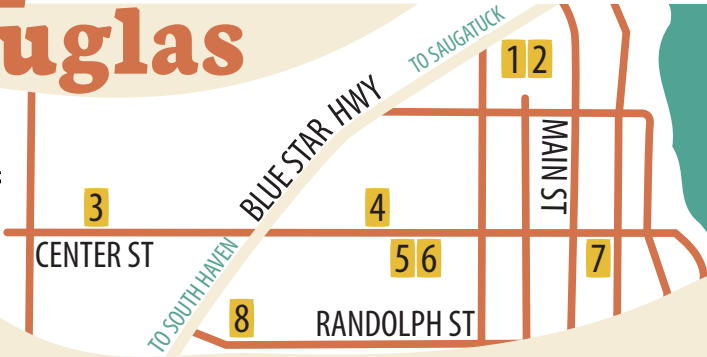 uglas
TO SAUGATUCK
1 2
BLUE STAR HWY
MAIN ST
3
4
CENTER ST
5 6
7
TO SOUTH HAVEN
8
RANDOLPH ST